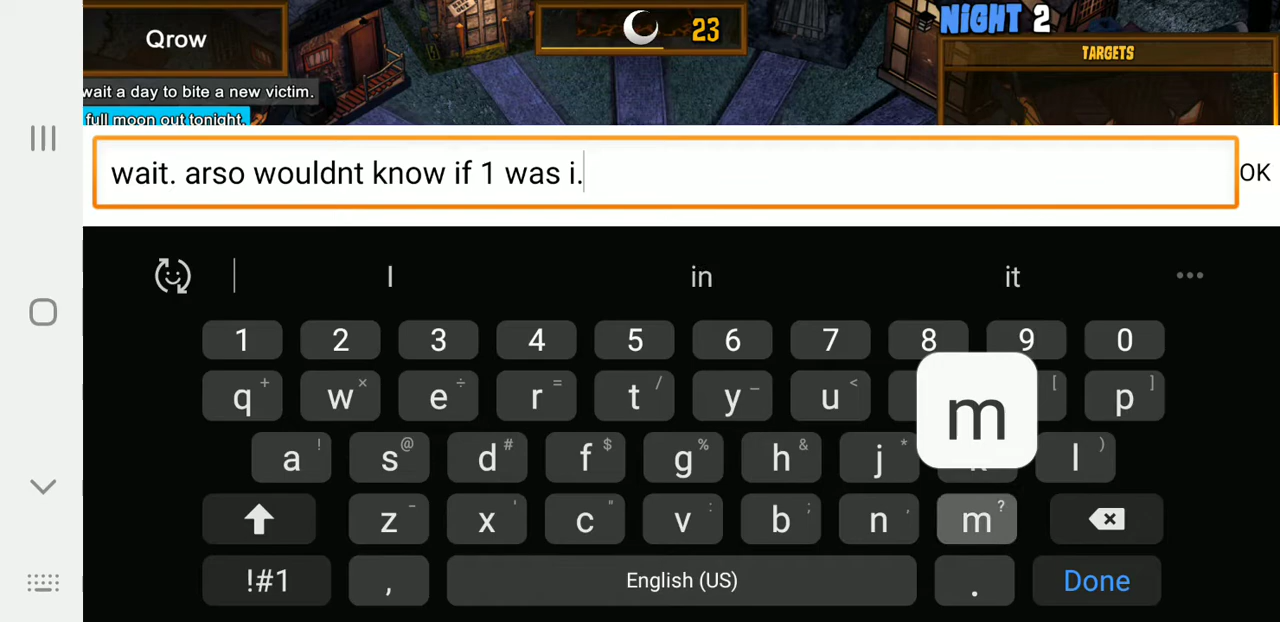 Qrow
23
NIGHT 2
TARGETS
wait a day to bite a new victim.
full moon out tonight.
wait. arso wouldnt know if 1 was i.
OK
I in it
1 2 3 4 5 6 7 8 9 0
q + w × e ÷ r = t / y _ u < m [ p ]
a ! s @ d # f $ g % h & j * l )
z - x ' c " v : b ; n , m ?
!#1 , English (US) . Done